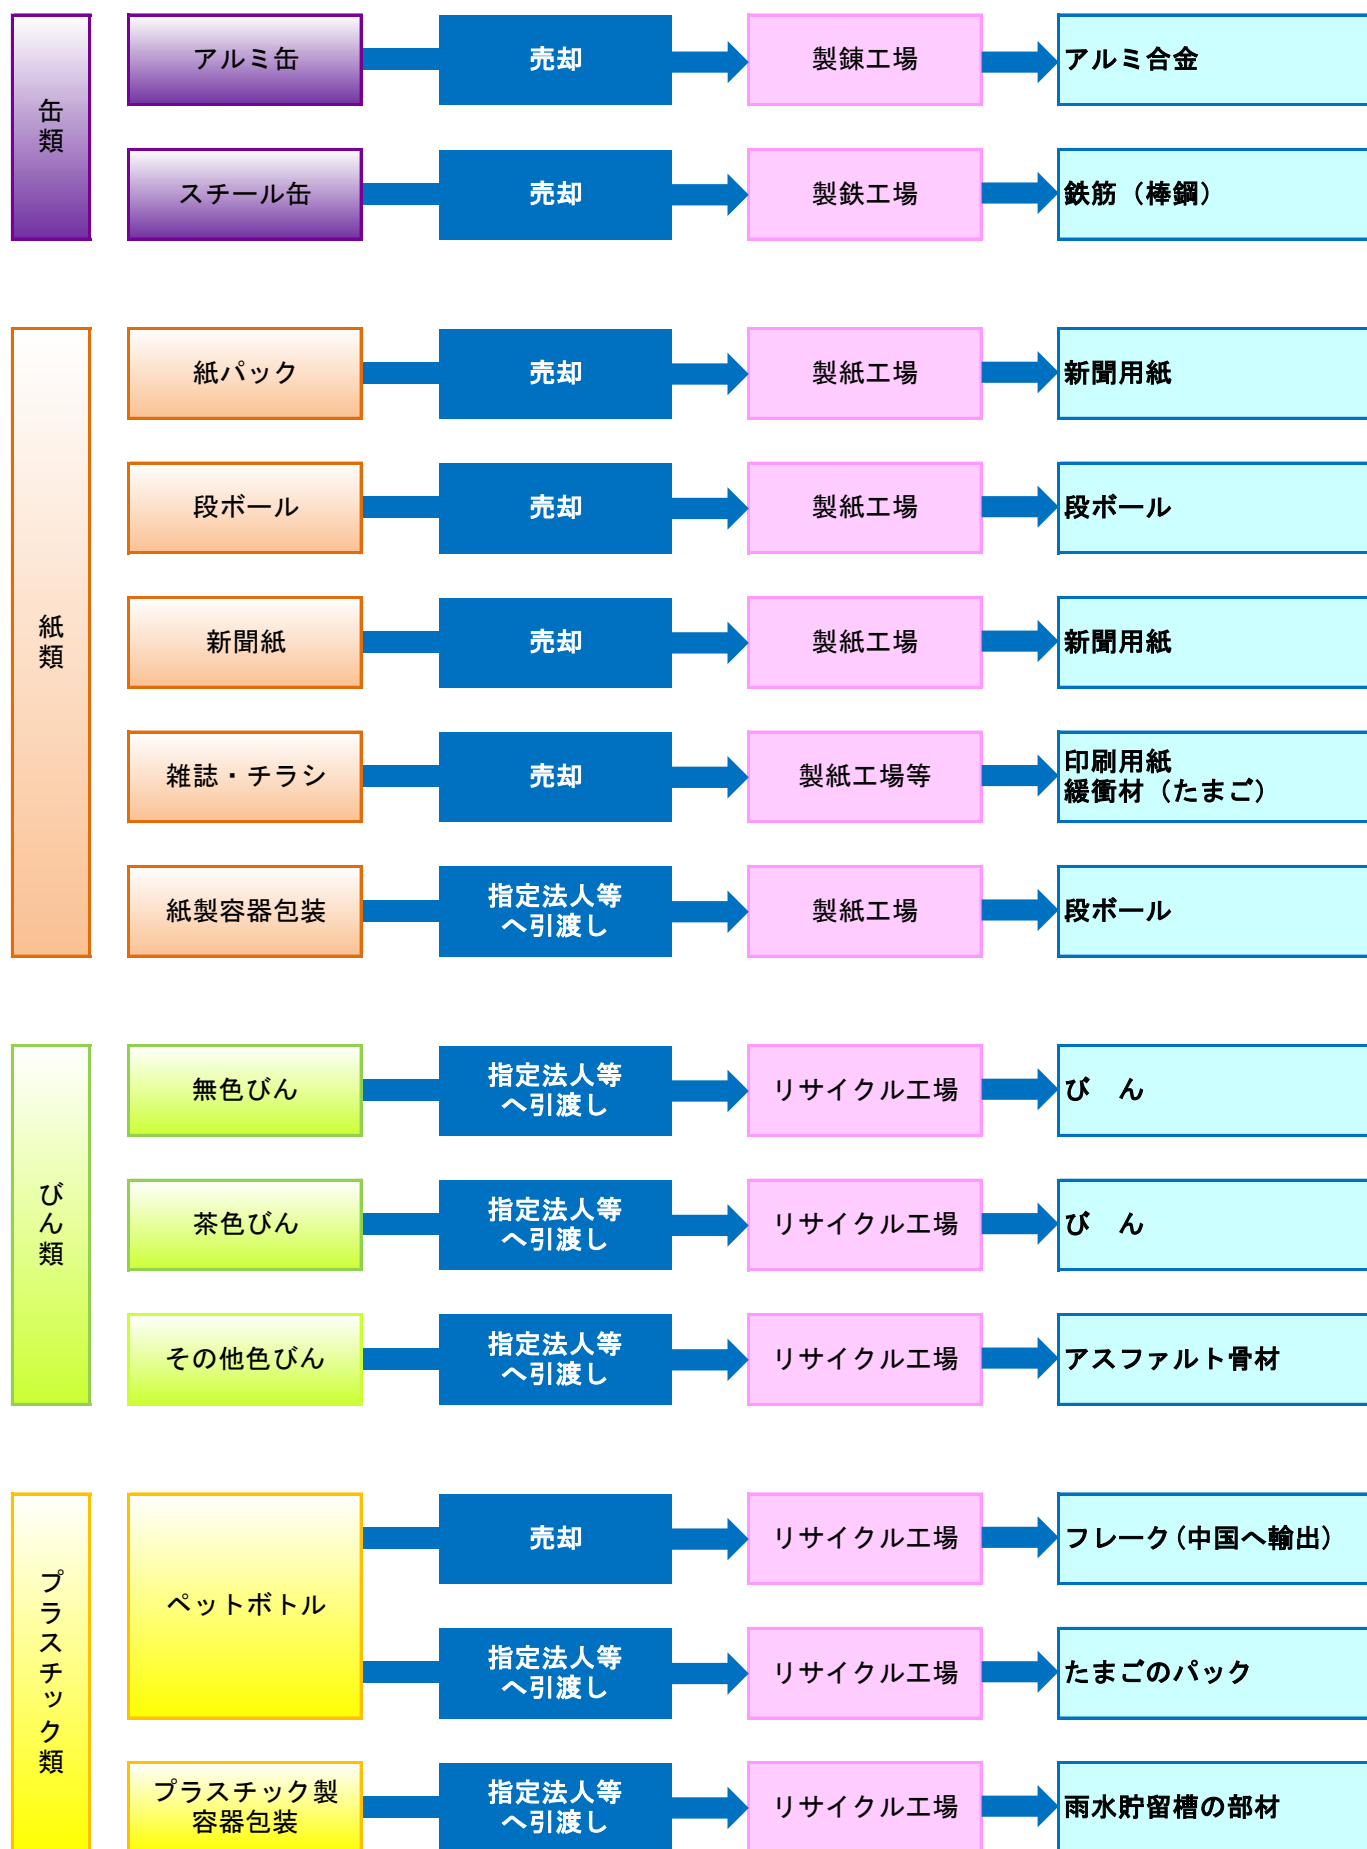 缶類
アルミ缶
売却
製錬工場
アルミ合金
スチール缶
売却
製鉄工場
鉄筋（棒鋼）
紙類
紙パック
売却
製紙工場
新聞用紙
段ボール
売却
製紙工場
段ボール
新聞紙
売却
製紙工場
新聞用紙
雑誌・チラシ
売却
製紙工場等
印刷用紙
緩衝材（たまご）
紙製容器包装
指定法人等
へ引渡し
製紙工場
段ボール
びん類
無色びん
指定法人等
へ引渡し
リサイクル工場
び　ん
茶色びん
指定法人等
へ引渡し
リサイクル工場
び　ん
その他色びん
指定法人等
へ引渡し
リサイクル工場
アスファルト骨材
プラスチック類
ペットボトル
売却
リサイクル工場
フレーク（中国へ輸出）
指定法人等
へ引渡し
リサイクル工場
たまごのパック
プラスチック製
容器包装
指定法人等
へ引渡し
リサイクル工場
雨水貯留槽の部材